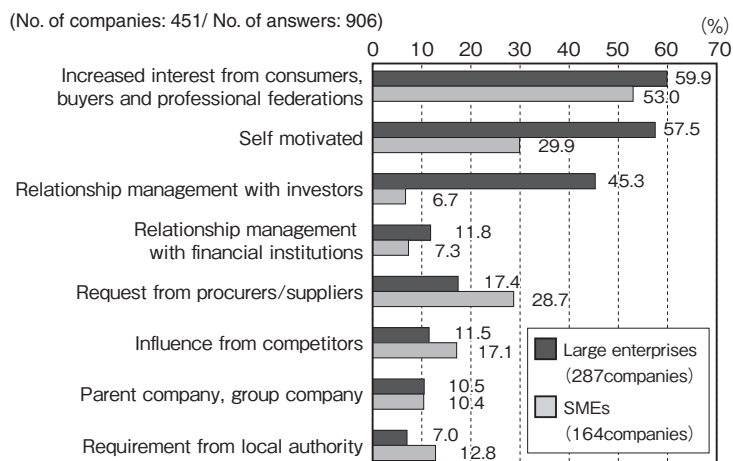 (No. of companies: 451/ No. of answers: 906)
(%)
0 10 20 30 40 50 60 70
Increased interest from consumers,
buyers and professional federations
59.9
53.0
Self motivated
57.5
29.9
Relationship management with investors
45.3
6.7
Relationship management
with financial institutions
11.8
7.3
Request from procurers/suppliers
17.4
28.7
Influence from competitors
11.5
17.1
Parent company, group company
10.5
10.4
Requirement from local authority
7.0
12.8
Large enterprises
(287companies)
SMEs
(164companies)